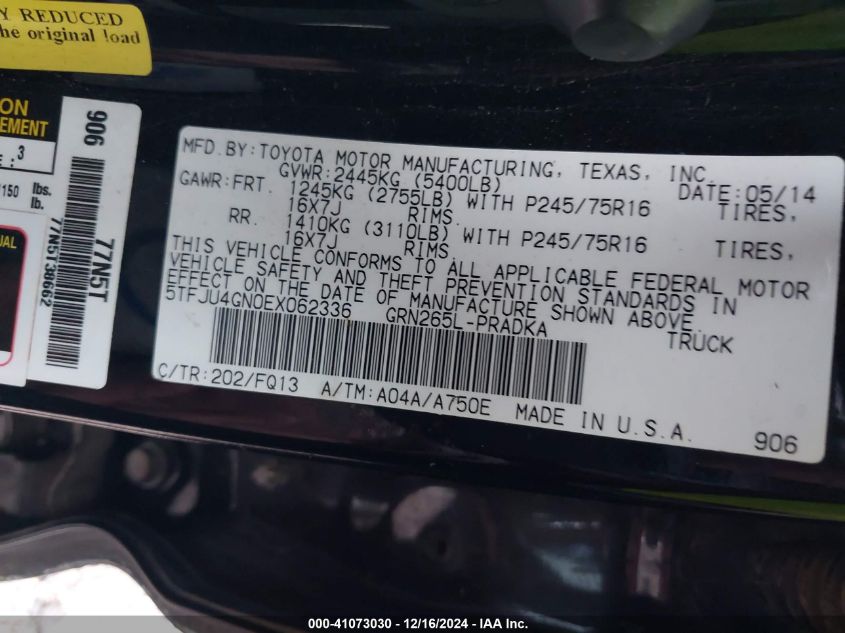 Y REDUCED
he original load
ON
EMENT
E : 3
1150 lbs.
lb.
UAL
906
77N5T
77N5T38662
MFD. BY: TOYOTA MOTOR MANUFACTURING, TEXAS, INC.
GVWR: 2445KG (5400LB) DATE: 05/14
GAWR: FRT. 1245KG (2755LB) WITH P245/75R16 TIRES,
16X7J RIMS.
RR. 1410KG (3110LB) WITH P245/75R16 TIRES,
16X7J RIMS.
THIS VEHICLE CONFORMS TO ALL APPLICABLE FEDERAL MOTOR
VEHICLE SAFETY AND THEFT PREVENTION STANDARDS IN
EFFECT ON THE DATE OF MANUFACTURE SHOWN ABOVE.
5TFJU4GN0EX062336 GRN265L-PRADKA TRUCK
C/TR: 202/FQ13 A/TM: A04A/A750E MADE IN U.S.A.
906
000-41073030 - 12/16/2024 - IAA Inc.